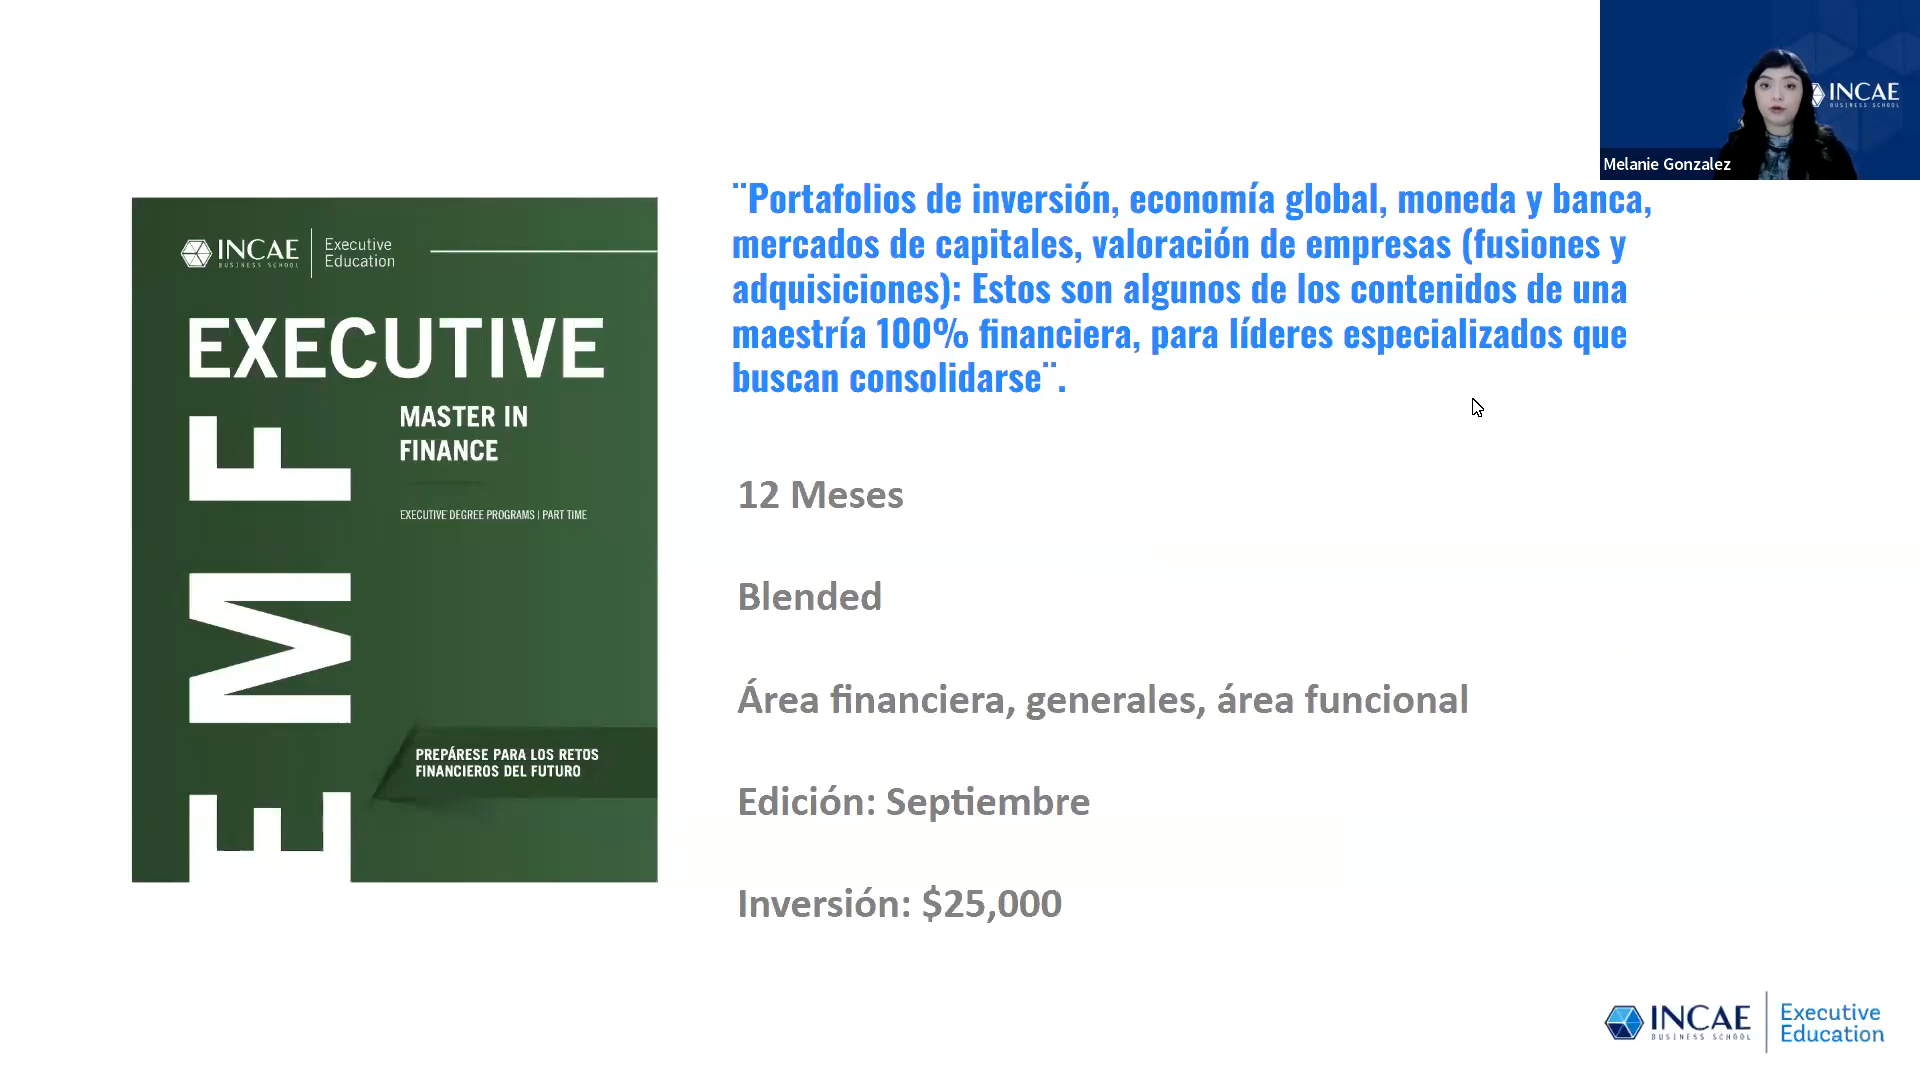 INCAE
BUSINESS SCHOOL
Melanie Gonzalez
INCAE
BUSINESS SCHOOL
Executive
Education
EXECUTIVE
MASTER IN
FINANCE
EXECUTIVE DEGREE PROGRAMS | PART TIME
EMF
PREPÁRESE PARA LOS RETOS
FINANCIEROS DEL FUTURO
¨Portafolios de inversión, economía global, moneda y banca,
mercados de capitales, valoración de empresas (fusiones y
adquisiciones): Estos son algunos de los contenidos de una
maestría 100% financiera, para líderes especializados que
buscan consolidarse¨.
12 Meses
Blended
Área financiera, generales, área funcional
Edición: Septiembre
Inversión: $25,000
INCAE
BUSINESS SCHOOL
Executive
Education